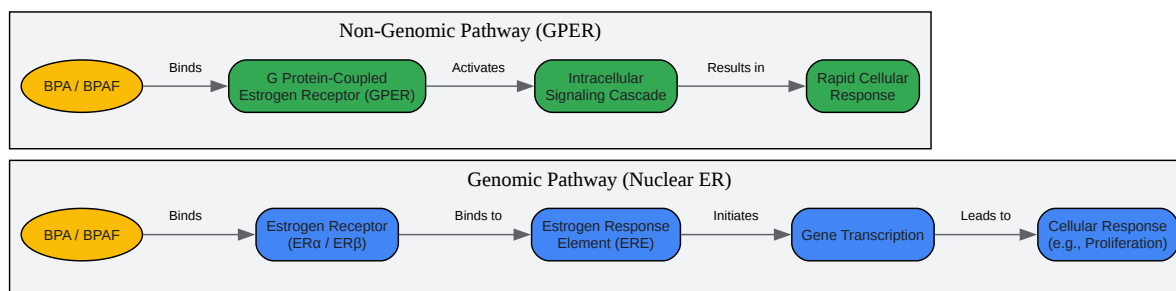 Non-Genomic Pathway (GPER)
BPA / BPAF
Binds
G Protein-Coupled
Estrogen Receptor (GPER)
Activates
Intracellular
Signaling Cascade
Results in
Rapid Cellular
Response
Genomic Pathway (Nuclear ER)
BPA / BPAF
Binds
Estrogen Receptor
(ERα / ERβ)
Binds to
Estrogen Response
Element (ERE)
Initiates
Gene Transcription
Leads to
Cellular Response
(e.g., Proliferation)